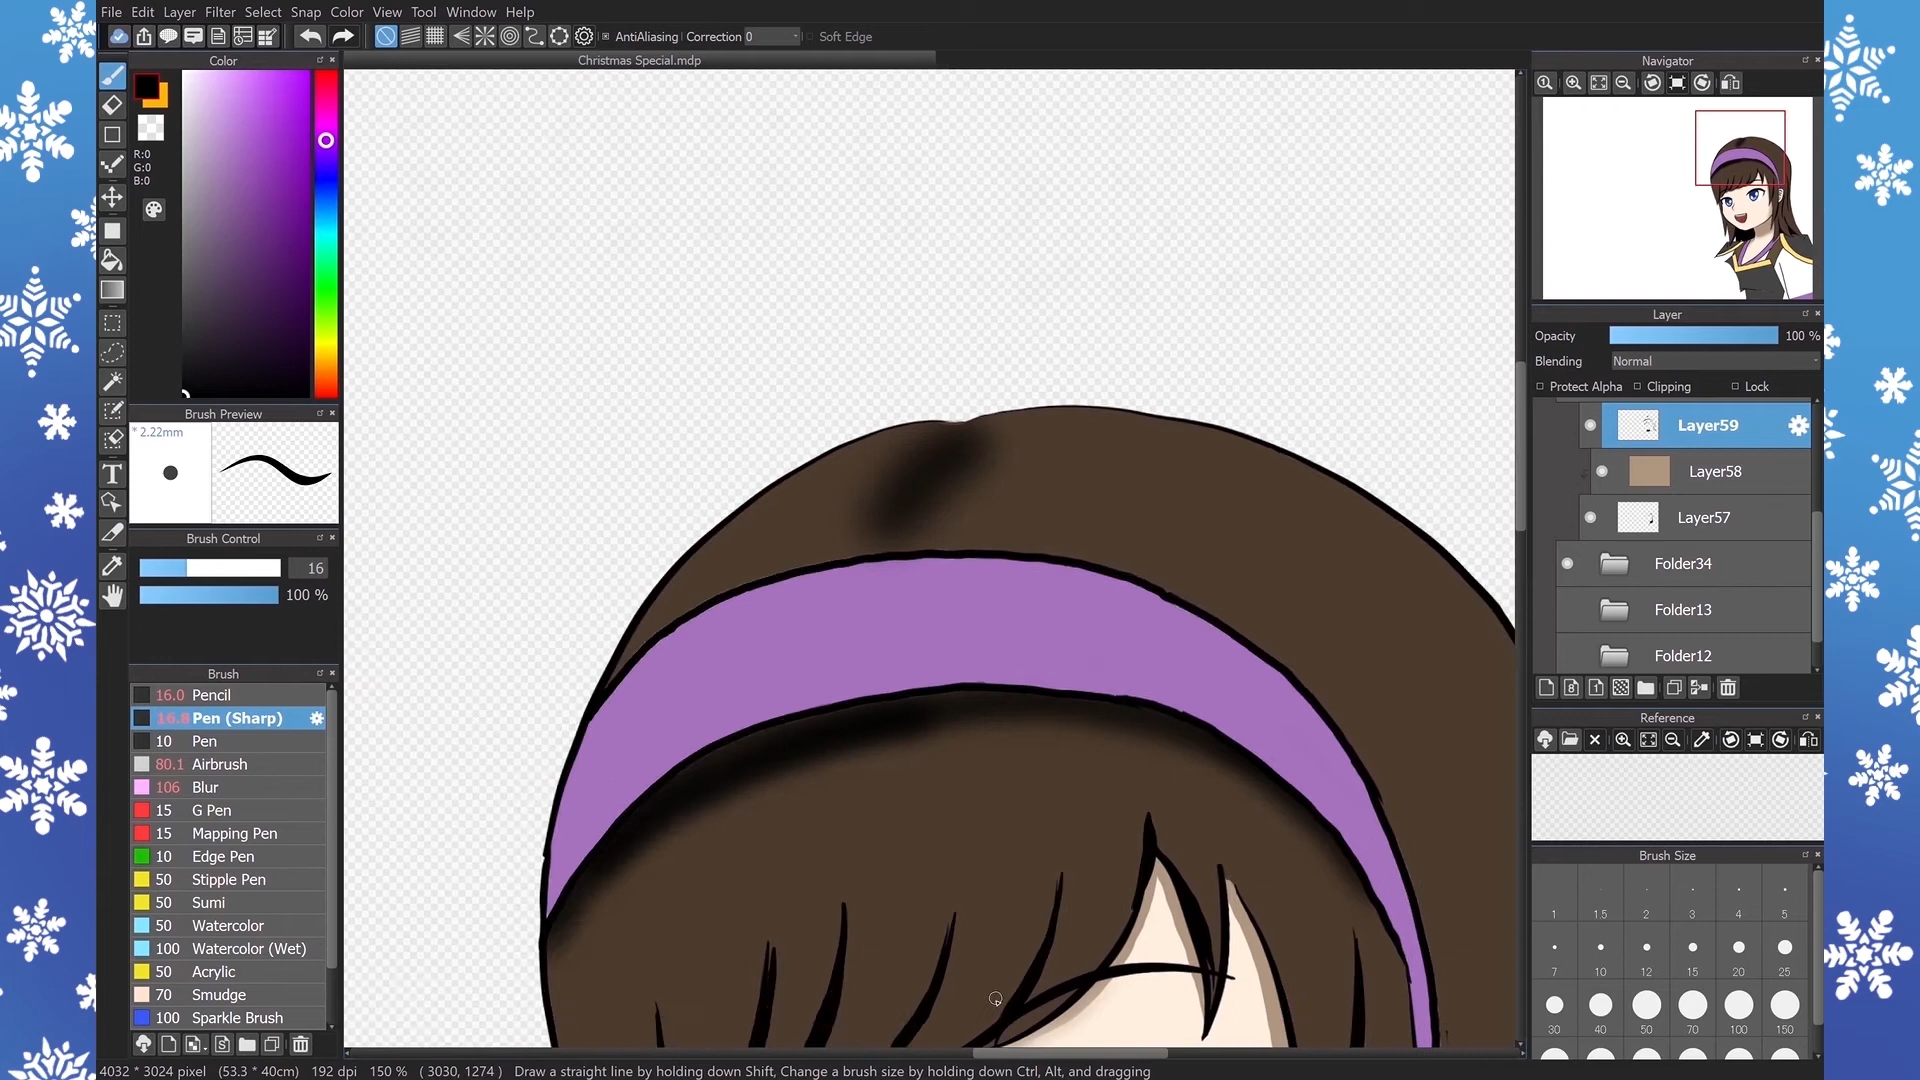 File Edit Layer Filter Select Snap Color View Tool Window Help
AntiAliasing Correction 0 Soft Edge
Color
Christmas Special.mdp
Navigator
R:0
G:0
B:0
Layer
Opacity 100 %
Blending Normal
Protect Alpha Clipping Lock
Brush Preview
* 2.22mm
Layer59
Layer58
Layer57
Folder34
Folder13
Folder12
Brush Control
16
100 %
Brush
16.0 Pencil
16.8 Pen (Sharp)
10 Pen
80.1 Airbrush
106 Blur
15 G Pen
15 Mapping Pen
10 Edge Pen
50 Stipple Pen
50 Sumi
50 Watercolor
100 Watercolor (Wet)
50 Acrylic
70 Smudge
100 Sparkle Brush
Reference
Brush Size
1 1.5 2 3 4 5
7 10 12 15 20 25
30 40 50 70 100 150
4032 * 3024 pixel (53.3 * 40cm) 192 dpi 150 % ( 3030, 1274 ) Draw a straight line by holding down Shift, Change a brush size by holding down Ctrl, Alt, and dragging